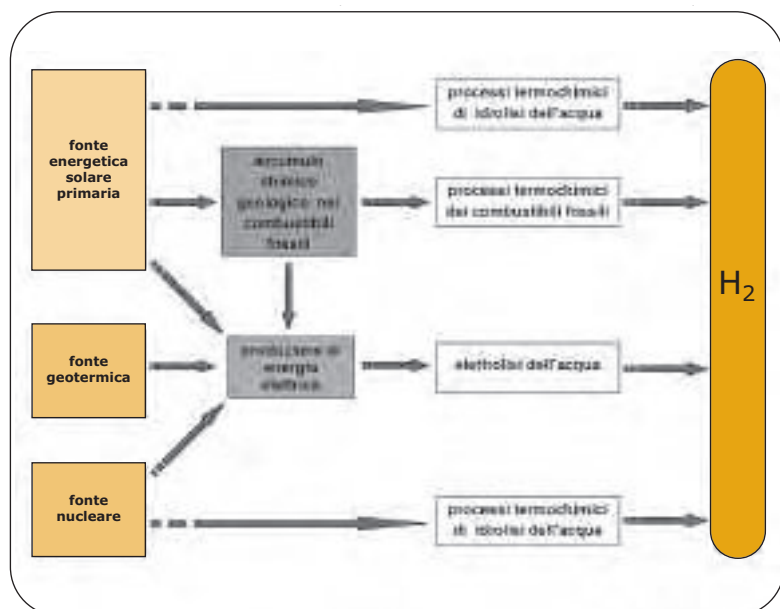 fonte
energetica
solare
primaria
fonte
geotermica
fonte
nucleare
accumulo
chimico
geologico nei
combustibili
fossili
produzione di
energia
elettrica
processi termochimici
di idrolisi dell'acqua
processi termochimici
dei combustibili fossili
elettrolisi dell'acqua
processi termochimici
di idrolisi dell'acqua
H2